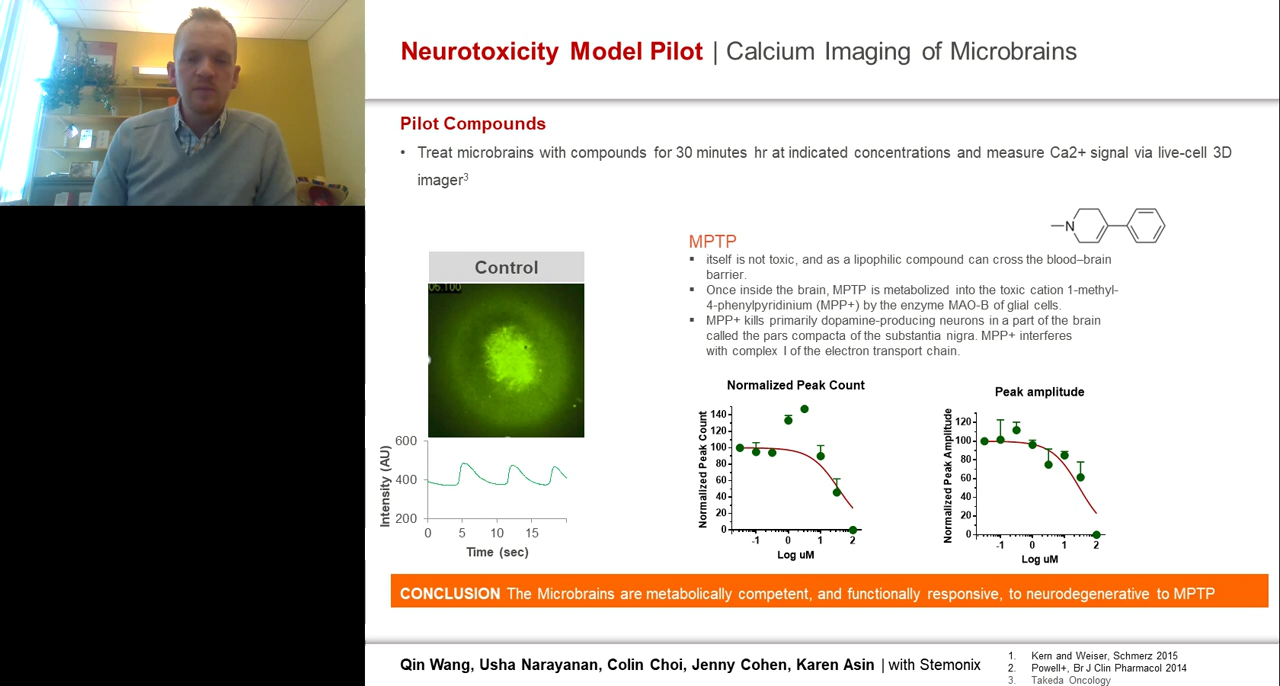 Neurotoxicity Model Pilot | Calcium Imaging of Microbrains
Pilot Compounds
• Treat microbrains with compounds for 30 minutes hr at indicated concentrations and measure Ca2+ signal via live-cell 3D
imager3
Control
06.100
600
400
200
Intensity (AU)
0 5 10 15
Time (sec)
N
MPTP
▪ itself is not toxic, and as a lipophilic compound can cross the blood–brain
barrier.
▪ Once inside the brain, MPTP is metabolized into the toxic cation 1-methyl-
4-phenylpyridinium (MPP+) by the enzyme MAO-B of glial cells.
▪ MPP+ kills primarily dopamine-producing neurons in a part of the brain
called the pars compacta of the substantia nigra. MPP+ interferes
with complex I of the electron transport chain.
Normalized Peak Count
Normalized Peak Count
140
120
100
80
60
40
20
0
-1 0 1 2
Log uM
Peak amplitude
Normalized Peak Amplitude
120
100
80
60
40
20
0
-1 0 1 2
Log uM
CONCLUSION The Microbrains are metabolically competent, and functionally responsive, to neurodegenerative to MPTP
Qin Wang, Usha Narayanan, Colin Choi, Jenny Cohen, Karen Asin | with Stemonix
1. Kern and Weiser, Schmerz 2015
2. Powell+, Br J Clin Pharmacol 2014
3. Takeda Oncology